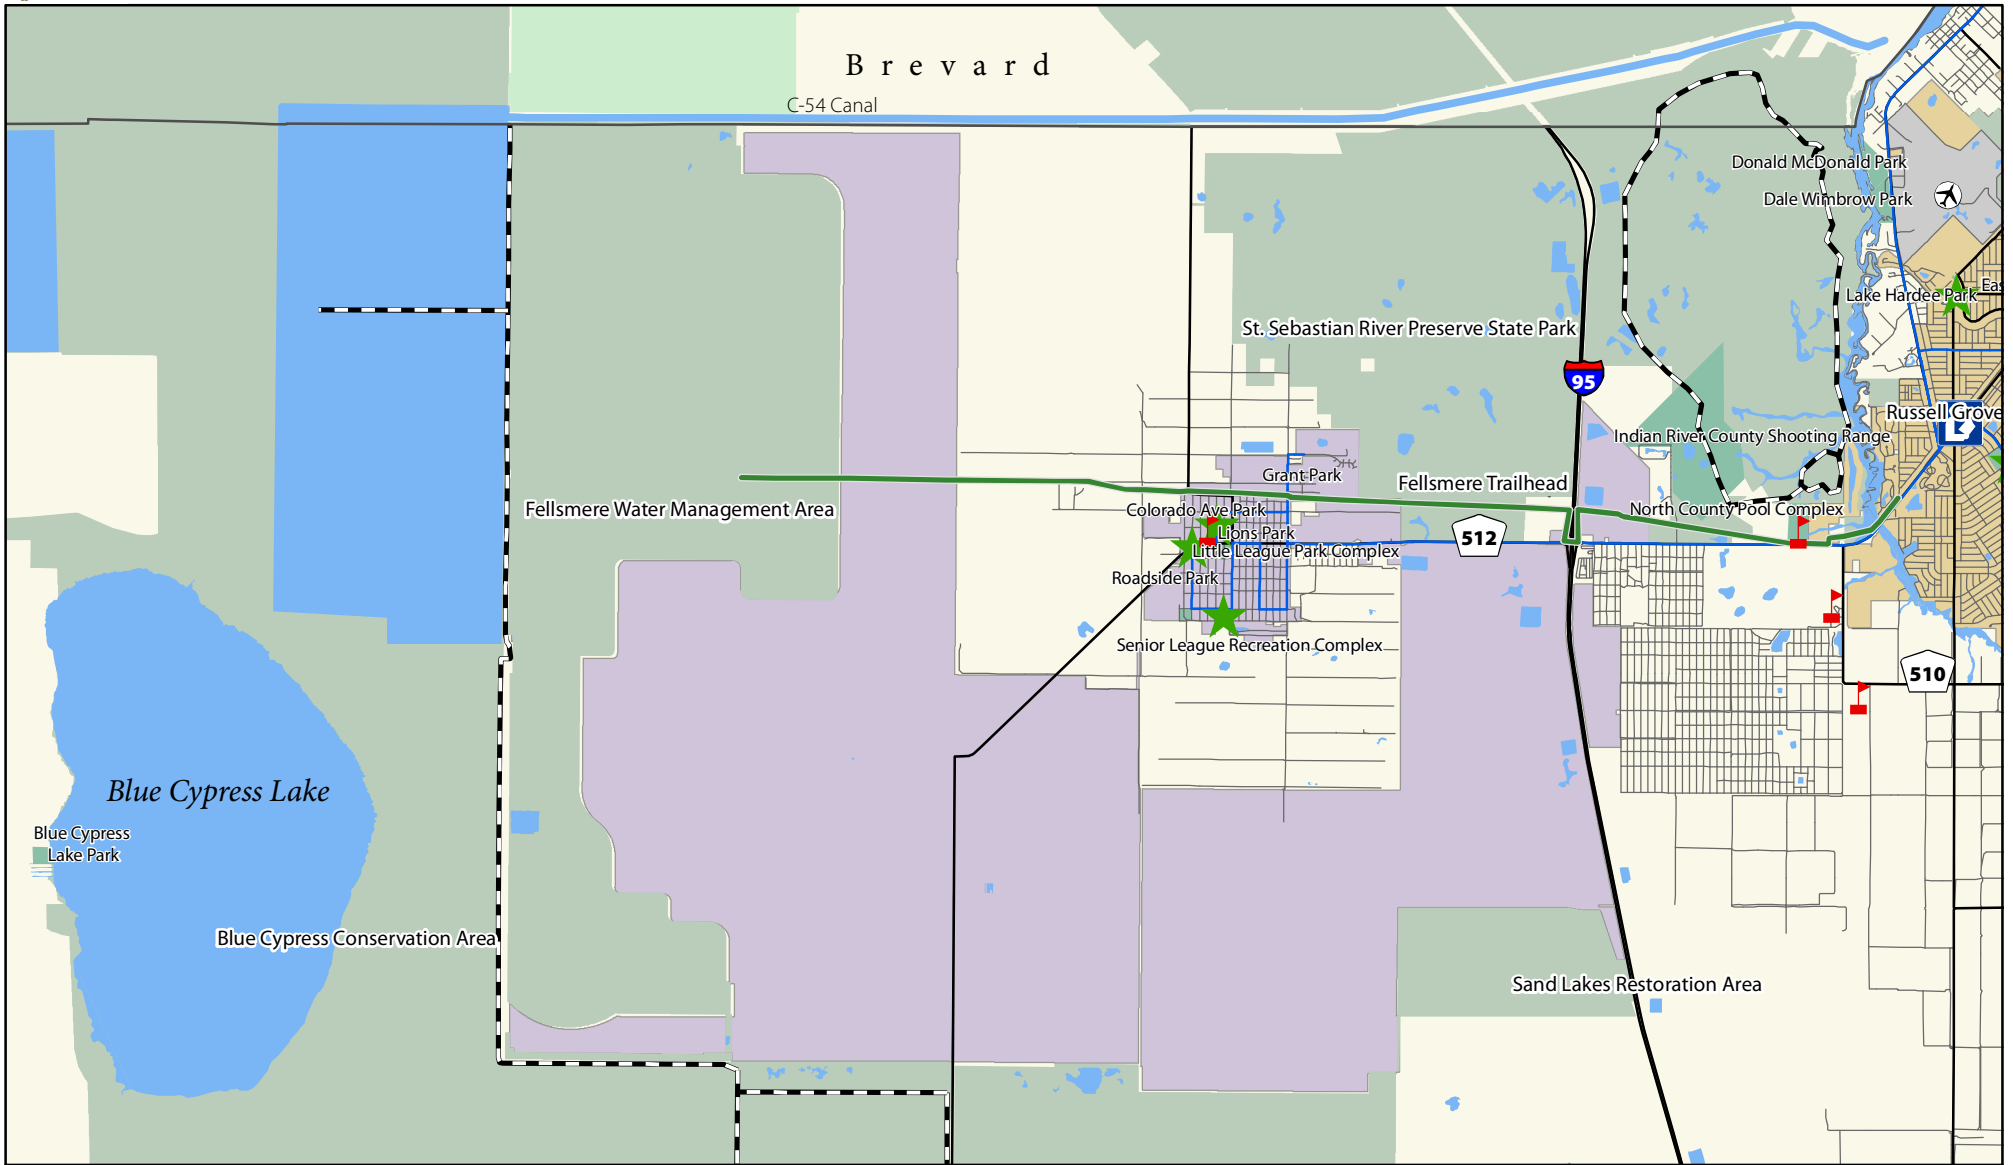 Brevard
C-54 Canal
Donald McDonald Park
Dale Wimbrow Park
Lake Hardee Park
Eas
St. Sebastian River Preserve State Park
95
Russell Grove
Indian River County Shooting Range
Grant Park
Fellsmere Trailhead
Fellsmere Water Management Area
Colorado Ave Park
North County Pool Complex
Lions Park
512
Little League Park Complex
Roadside Park
Senior League Recreation Complex
510
Blue Cypress Lake
Blue Cypress
Lake Park
Blue Cypress Conservation Area
Sand Lakes Restoration Area